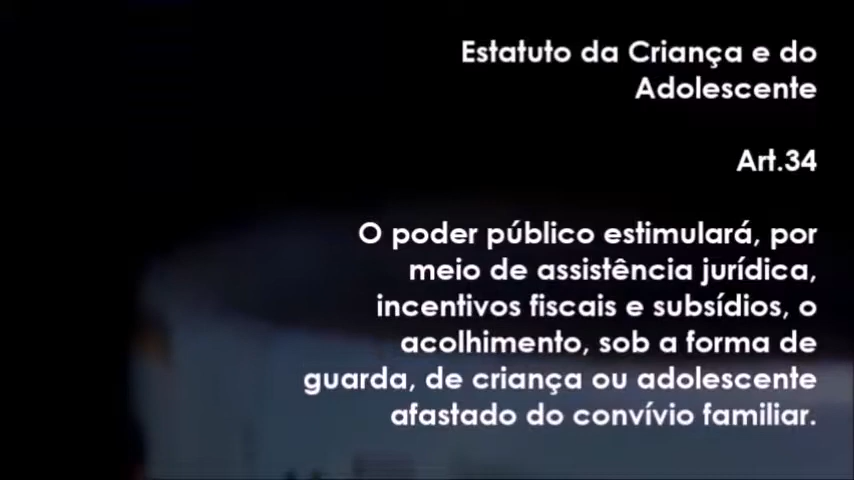 Estatuto da Criança e do
Adolescente
Art.34
O poder público estimulará, por
meio de assistência jurídica,
incentivos fiscais e subsídios, o
acolhimento, sob a forma de
guarda, de criança ou adolescente
afastado do convívio familiar.